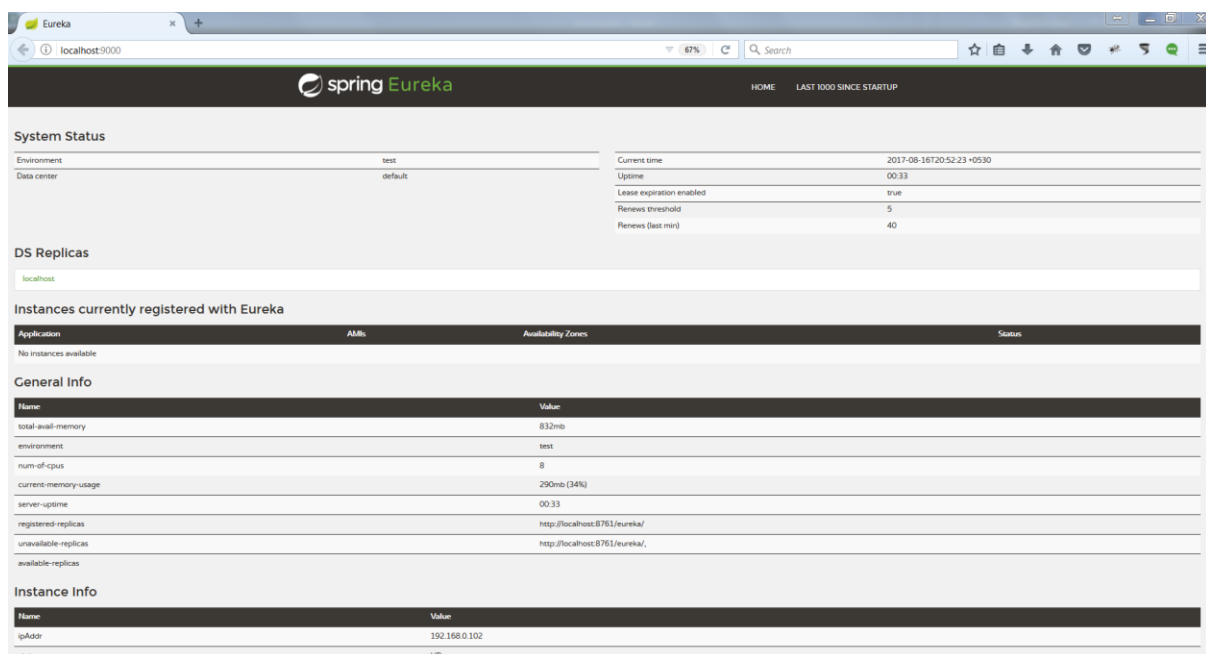 Eureka
localhost:9000
67%
Search
spring Eureka
HOME LAST 1000 SINCE STARTUP
System Status
Environment test
Data center default
Current time 2017-08-16T20:52:23 +0530
Uptime 00:33
Lease expiration enabled true
Renews threshold 5
Renews (last min) 40
DS Replicas
localhost
Instances currently registered with Eureka
Application AMIs Availability Zones Status
No instances available
General Info
Name Value
total-avail-memory 832mb
environment test
num-of-cpus 8
current-memory-usage 290mb (34%)
server-uptime 00:33
registered-replicas http://localhost:8761/eureka/
unavailable-replicas http://localhost:8761/eureka/,
available-replicas
Instance Info
Name Value
ipAddr 192.168.0.102